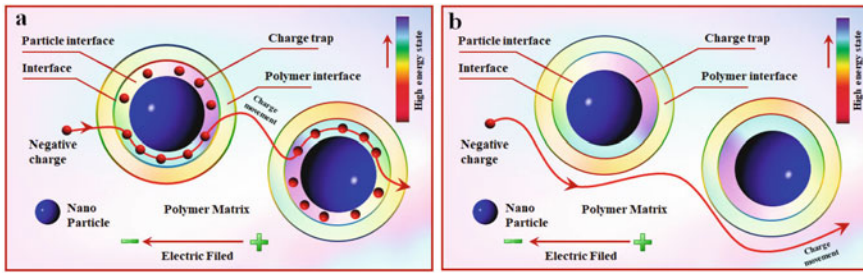 a
Particle interface
Charge trap
Interface
Polymer interface
High energy state
Charge
movement
Negative
charge
Nano
Particle
Polymer Matrix
Electric Filed
b
Particle interface
Charge trap
Interface
Polymer interface
High energy state
Negative
charge
Nano
Particle
Polymer Matrix
Electric Filed
Charge
movement